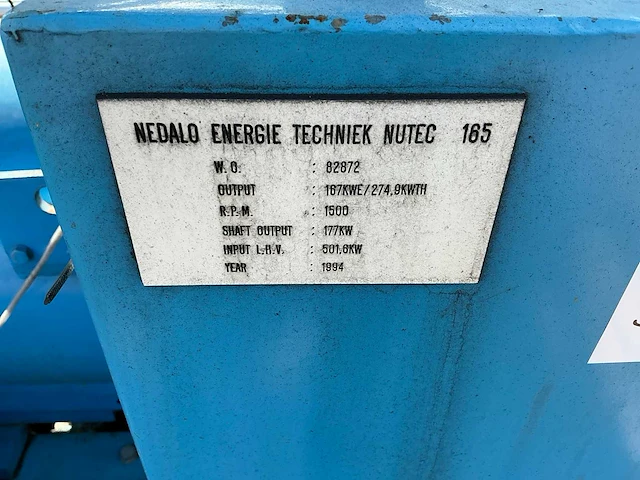 NEDALO ENERGIE TECHNIEK NUTEC 165
W.O. : 82872
OUTPUT : 167KWE/274,9KWTH
R.P.M. : 1500
SHAFT OUTPUT : 177KW
INPUT L.H.V. : 501,6KW
YEAR : 1994